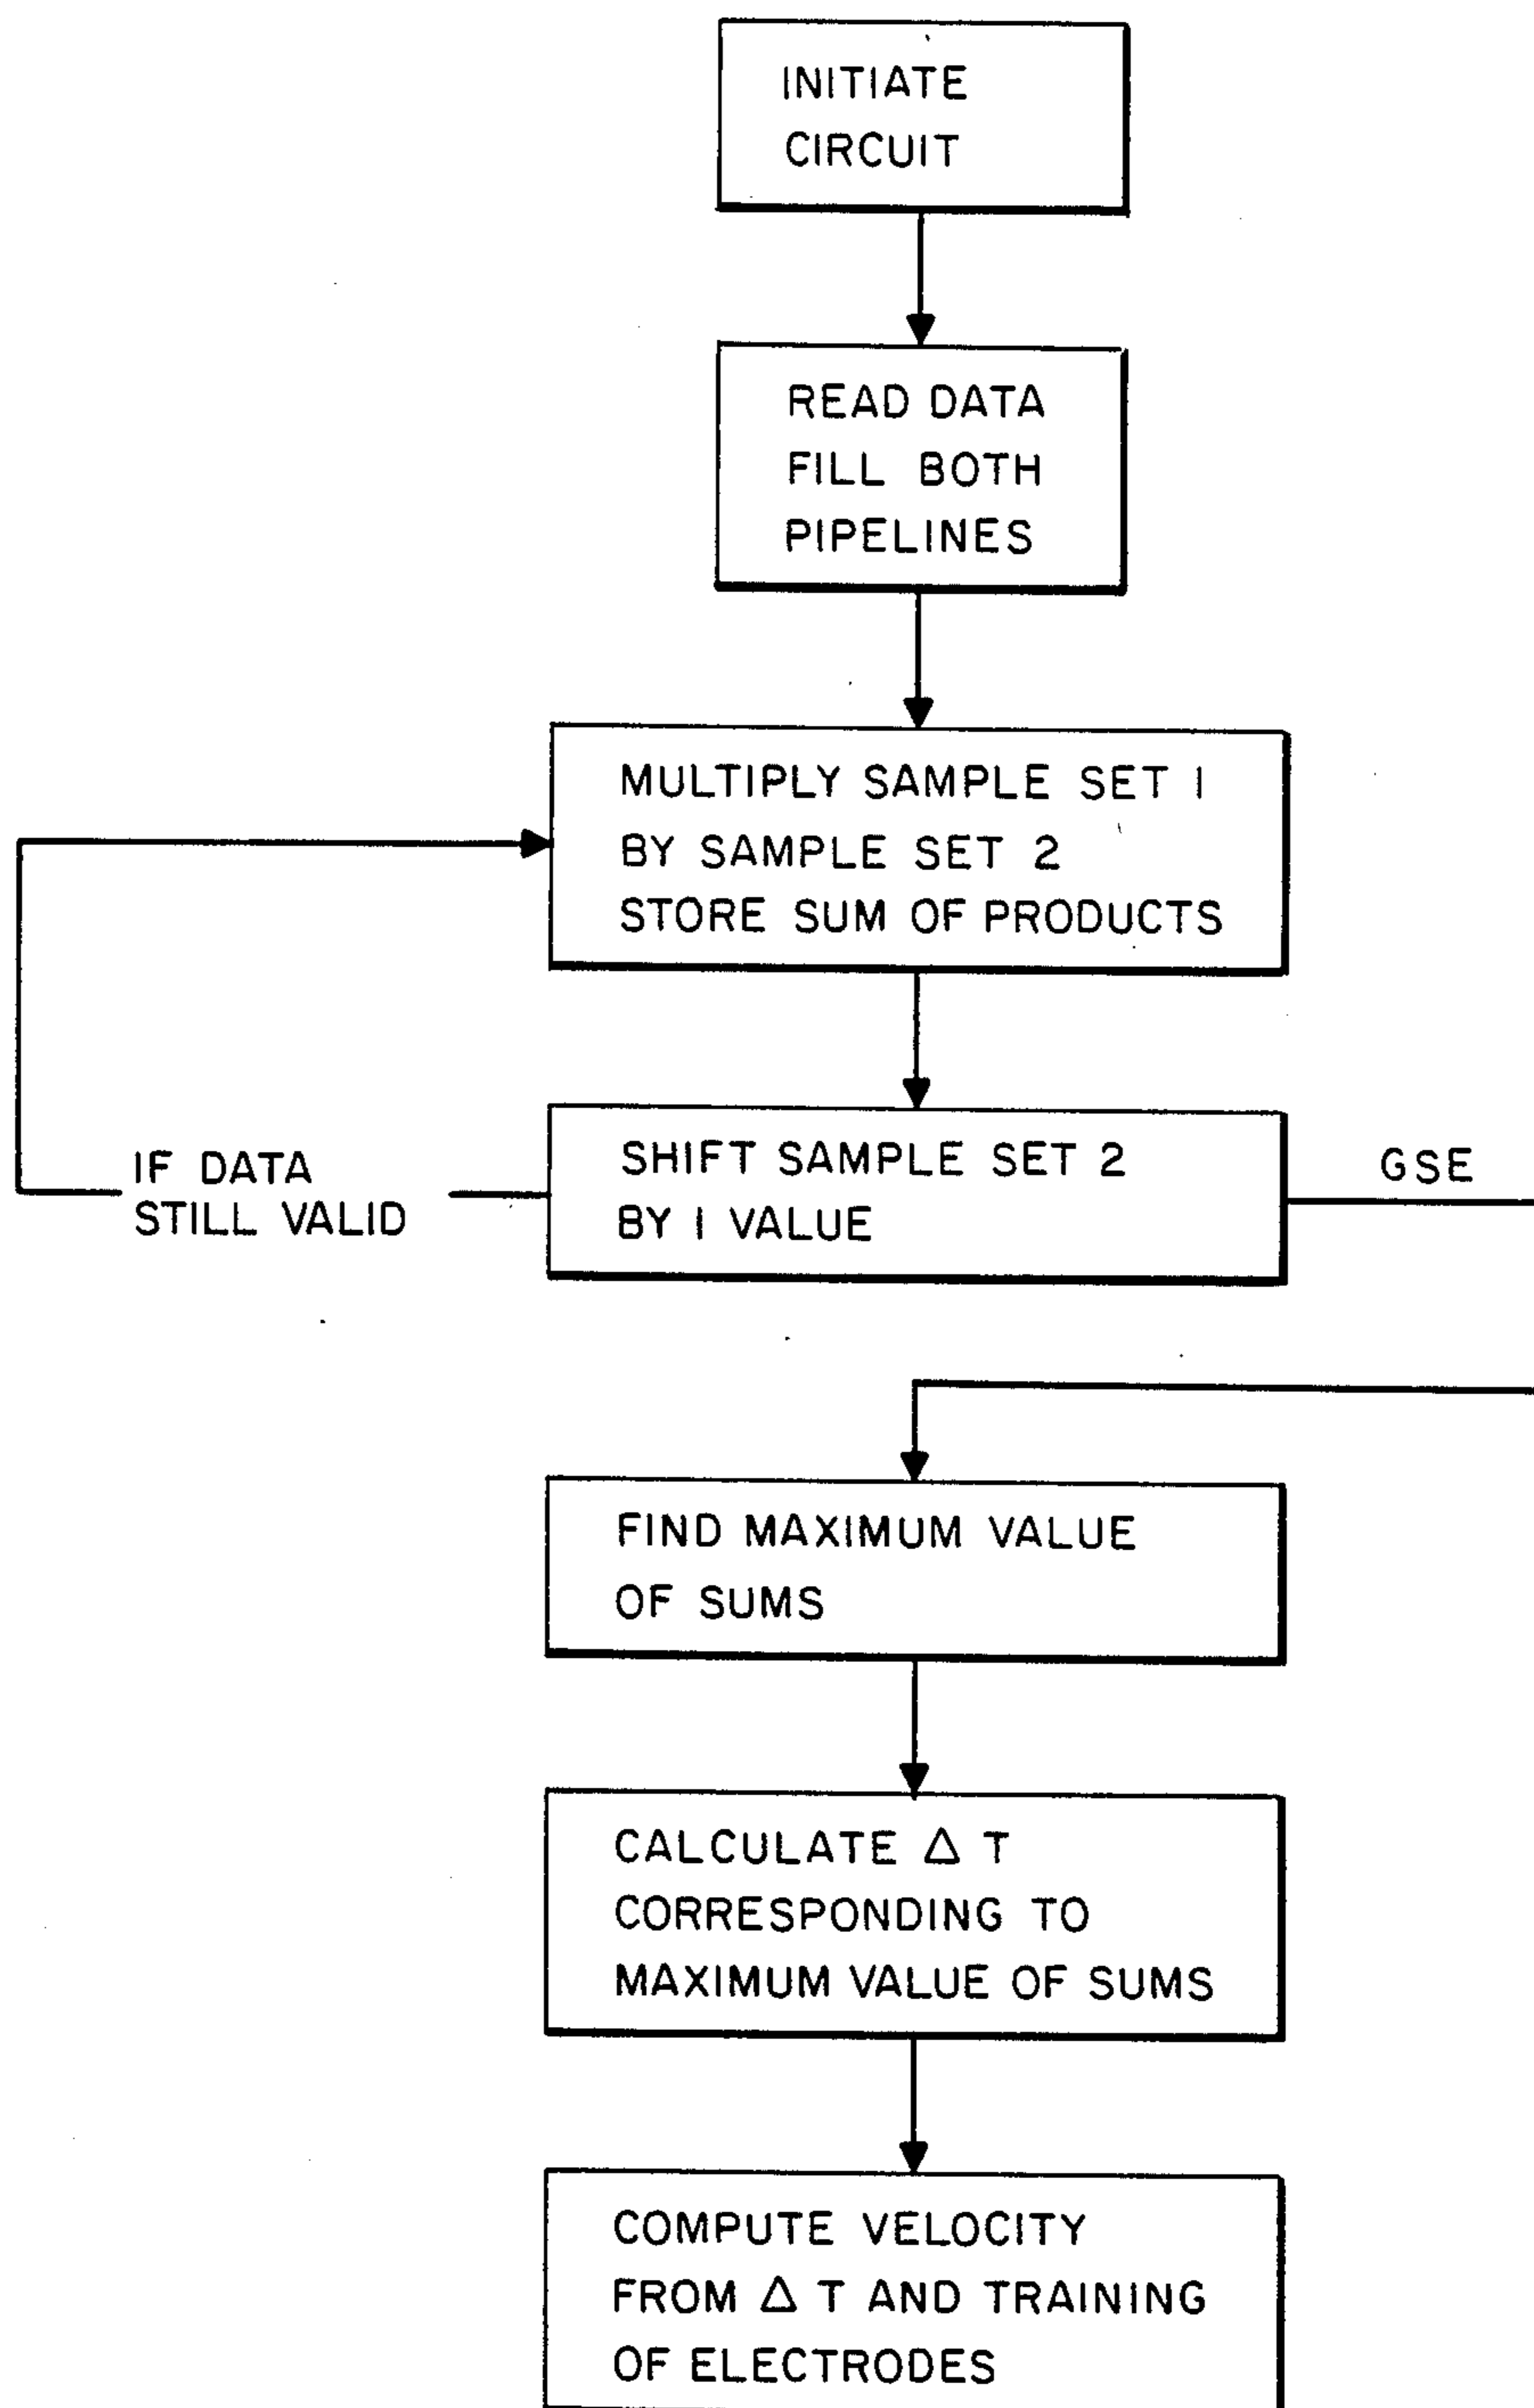 INITIATE
CIRCUIT
READ DATA
FILL BOTH
PIPELINES
MULTIPLY SAMPLE SET 1
BY SAMPLE SET 2
STORE SUM OF PRODUCTS
IF DATA
STILL VALID
SHIFT SAMPLE SET 2
BY 1 VALUE
GSE
FIND MAXIMUM VALUE
OF SUMS
CALCULATE Δ T
CORRESPONDING TO
MAXIMUM VALUE OF SUMS
COMPUTE VELOCITY
FROM Δ T AND TRAINING
OF ELECTRODES